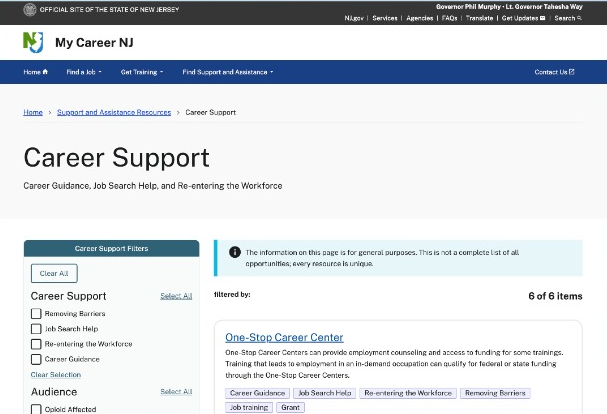 OFFICIAL SITE OF THE STATE OF NEW JERSEY
Governor Phil Murphy • Lt. Governor Tahesha Way
NJ.gov | Services | Agencies | FAQs | Translate | Get Updates | Search
NJ My Career NJ
Home Find a Job Get Training Find Support and Assistance Contact Us
Home > Support and Assistance Resources > Career Support
Career Support
Career Guidance, Job Search Help, and Re-entering the Workforce
Career Support Filters
Clear All
Career Support Select All
Removing Barriers
Job Search Help
Re-entering the Workforce
Career Guidance
Clear Selection
Audience Select All
Opioid Affected
The information on this page is for general purposes. This is not a complete list of all
opportunities; every resource is unique.
filtered by: 6 of 6 items
One-Stop Career Center
One-Stop Career Centers can provide employment counseling and access to funding for some trainings.
Training that leads to employment in an in-demand occupation can qualify for federal or state funding
through the One-Stop Career Centers.
Career Guidance Job Search Help Re-entering the Workforce Removing Barriers
Job training Grant